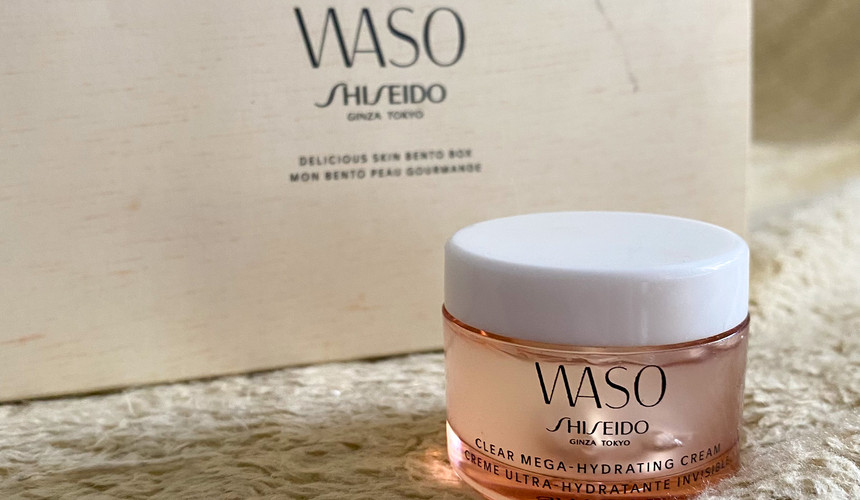 WASO
SHISEIDO
GINZA TOKYO
DELICIOUS SKIN BENTO BOX
MON BENTO PEAU GOURMANDE
WASO
SHISEIDO
GINZA TOKYO
CLEAR MEGA-HYDRATING CREAM
CRÈME ULTRA-HYDRATANTE INVISIBLE